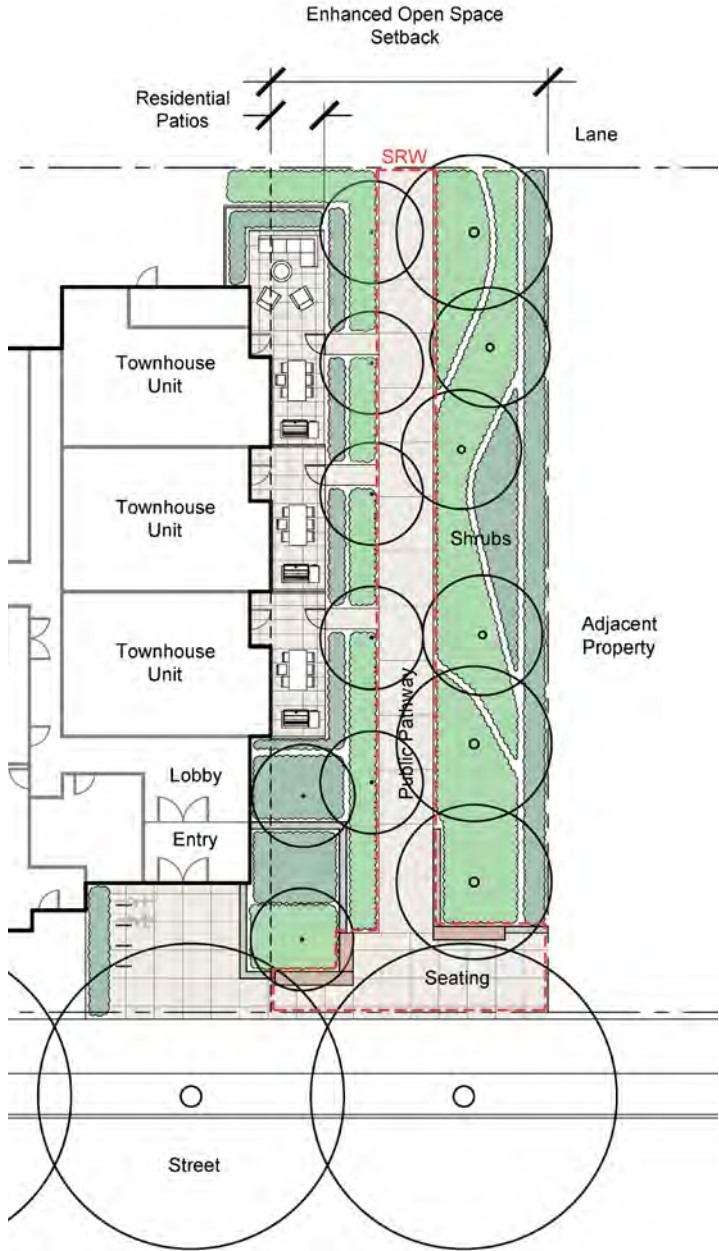 Enhanced Open Space
Setback
Residential
Patios
Lane
SRW
Townhouse
Unit
Townhouse
Unit
Shrubs
Townhouse
Unit
Adjacent
Property
Public Pathway
Lobby
Entry
Seating
Street